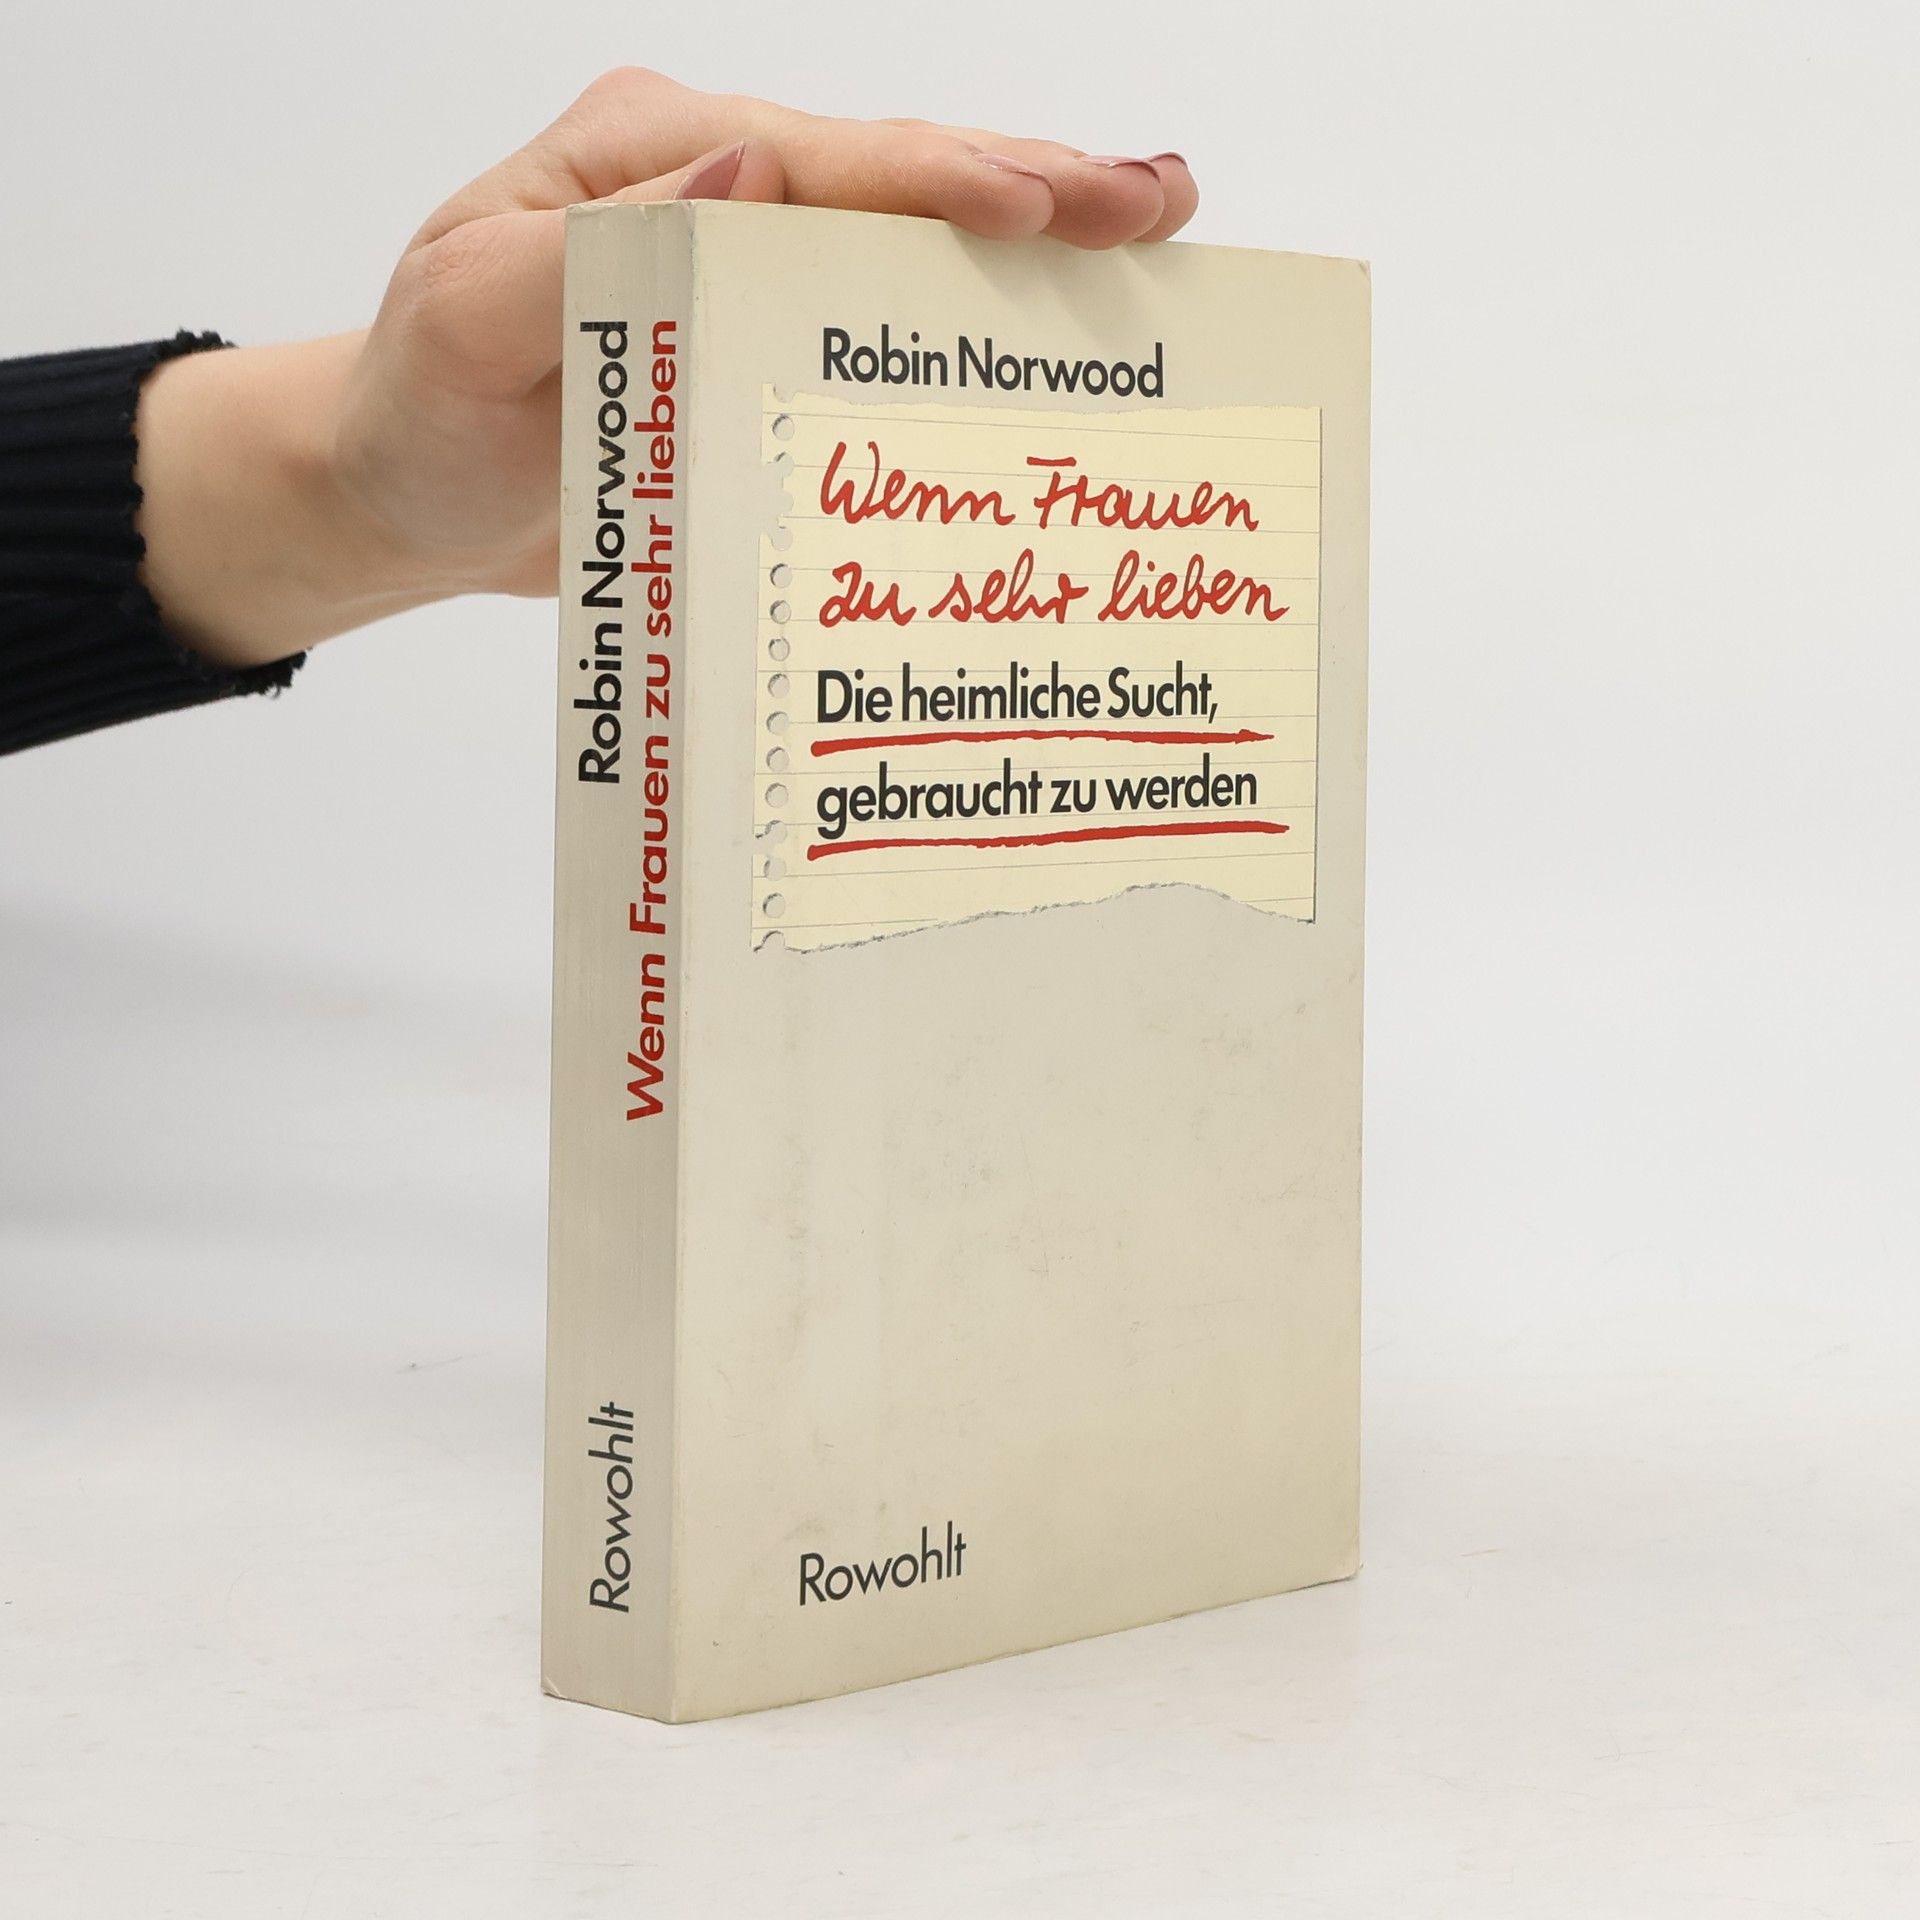 Robin Norwood
Wenn Frauen zu sehr lieben
Rowohlt
Robin Norwood
Wenn Frauen
zu sehr lieben
Die heimliche Sucht,
gebraucht zu werden
Rowohlt